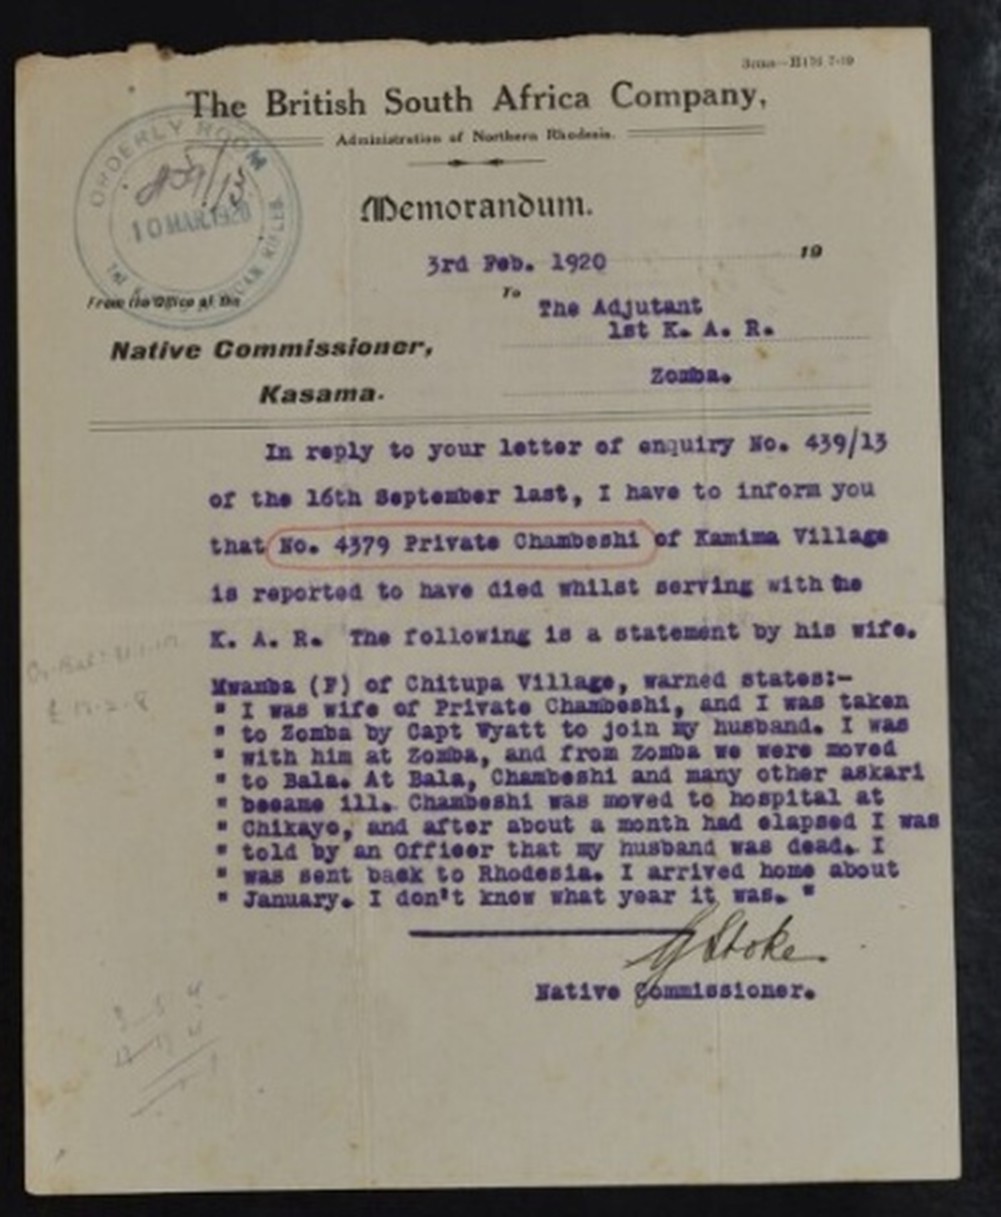 The British South Africa Company,
Administration of Northern Rhodesia.
Memorandum.
ORDERLY ROOM
10 MAR. 1920
3rd Feb. 1920 19
From the Office of the
To
The Adjutant
1st K. A. R.
Native Commissioner,
Kasama.
Zomba.
In reply to your letter of enquiry No. 439/13
of the 16th September last, I have to inform you
that No. 4379 Private Chambeshi of Kamima Village
is reported to have died whilst serving with the
K. A. R. The following is a statement by his wife.
Mwamba (F) of Chitupa Village, warned states:-
" I was wife of Private Chambeshi, and I was taken
" to Zomba by Capt Wyatt to join my husband. I was
" with him at Zomba, and from Zomba we were moved
" to Bala. At Bala, Chambeshi and many other askari
" became ill. Chambeshi was moved to hospital at
" Chikayo, and after about a month had elapsed I was
" told by an Officer that my husband was dead. I
" was sent back to Rhodesia. I arrived home about
" January. I don't know what year it was. "
Stoke
Native Commissioner.